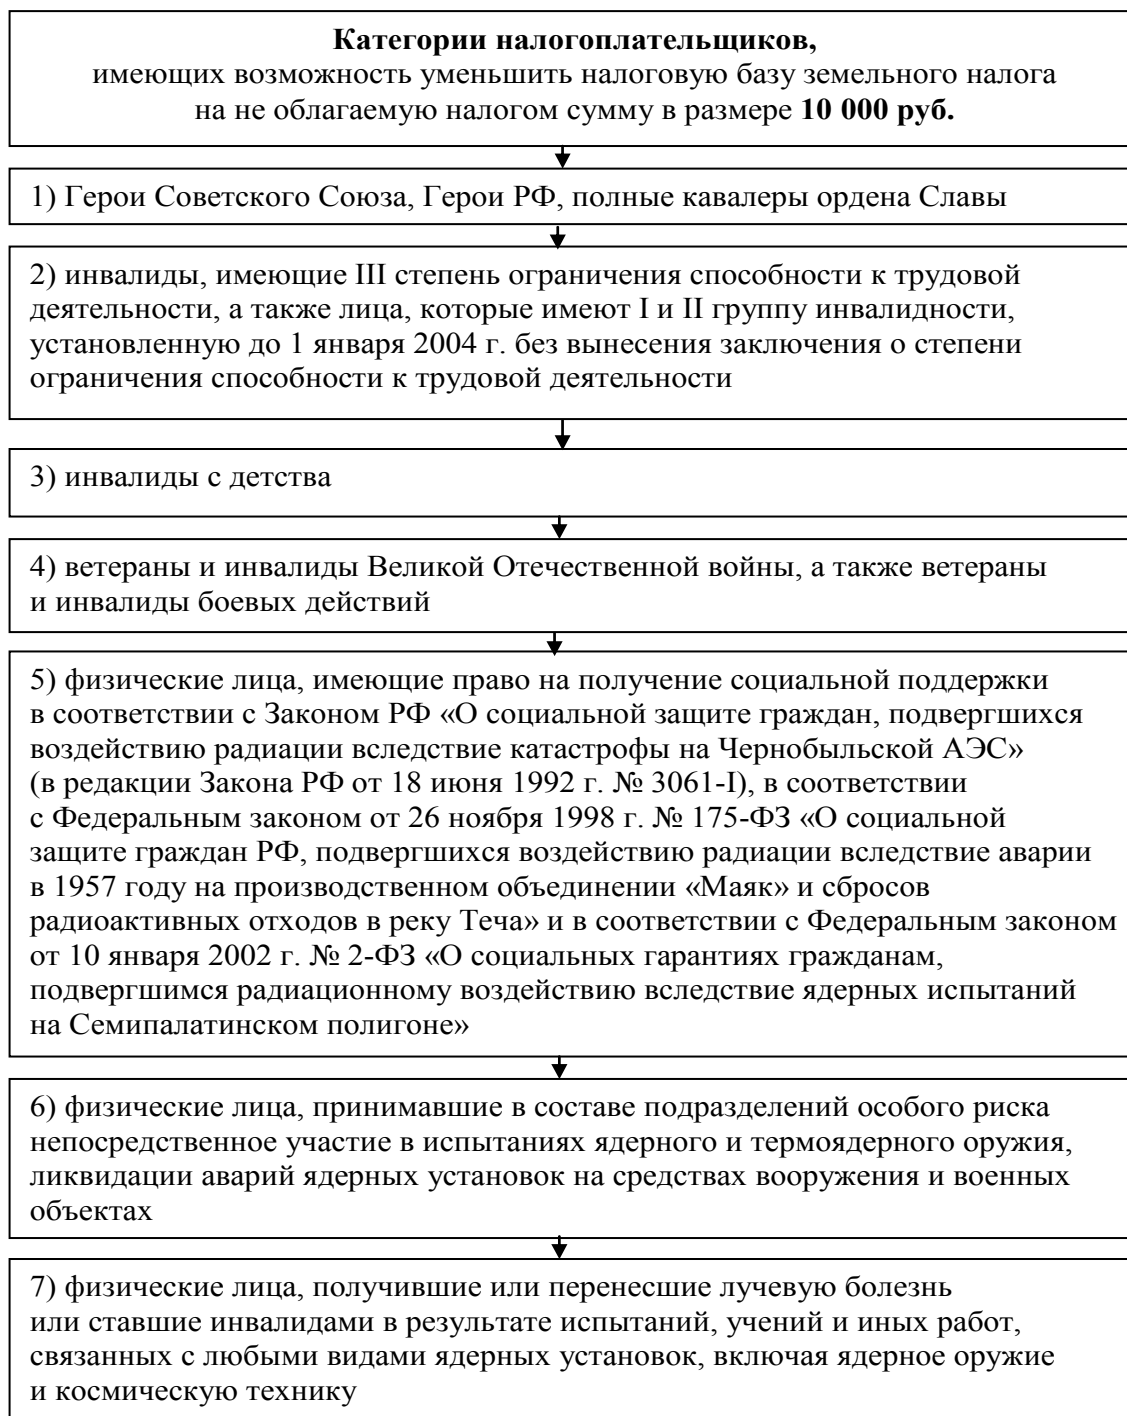 Категории налогоплательщиков,
имеющих возможность уменьшить налоговую базу земельного налога
на не облагаемую налогом сумму в размере 10 000 руб.
1) Герои Советского Союза, Герои РФ, полные кавалеры ордена Славы
2) инвалиды, имеющие III степень ограничения способности к трудовой
деятельности, а также лица, которые имеют I и II группу инвалидности,
установленную до 1 января 2004 г. без вынесения заключения о степени
ограничения способности к трудовой деятельности
3) инвалиды с детства
4) ветераны и инвалиды Великой Отечественной войны, а также ветераны
и инвалиды боевых действий
5) физические лица, имеющие право на получение социальной поддержки
в соответствии с Законом РФ «О социальной защите граждан, подвергшихся
воздействию радиации вследствие катастрофы на Чернобыльской АЭС»
(в редакции Закона РФ от 18 июня 1992 г. № 3061-I), в соответствии
с Федеральным законом от 26 ноября 1998 г. № 175-ФЗ «О социальной
защите граждан РФ, подвергшихся воздействию радиации вследствие аварии
в 1957 году на производственном объединении «Маяк» и сбросов
радиоактивных отходов в реку Теча» и в соответствии с Федеральным законом
от 10 января 2002 г. № 2-ФЗ «О социальных гарантиях гражданам,
подвергшимся радиационному воздействию вследствие ядерных испытаний
на Семипалатинском полигоне»
6) физические лица, принимавшие в составе подразделений особого риска
непосредственное участие в испытаниях ядерного и термоядерного оружия,
ликвидации аварий ядерных установок на средствах вооружения и военных
объектах
7) физические лица, получившие или перенесшие лучевую болезнь
или ставшие инвалидами в результате испытаний, учений и иных работ,
связанных с любыми видами ядерных установок, включая ядерное оружие
и космическую технику